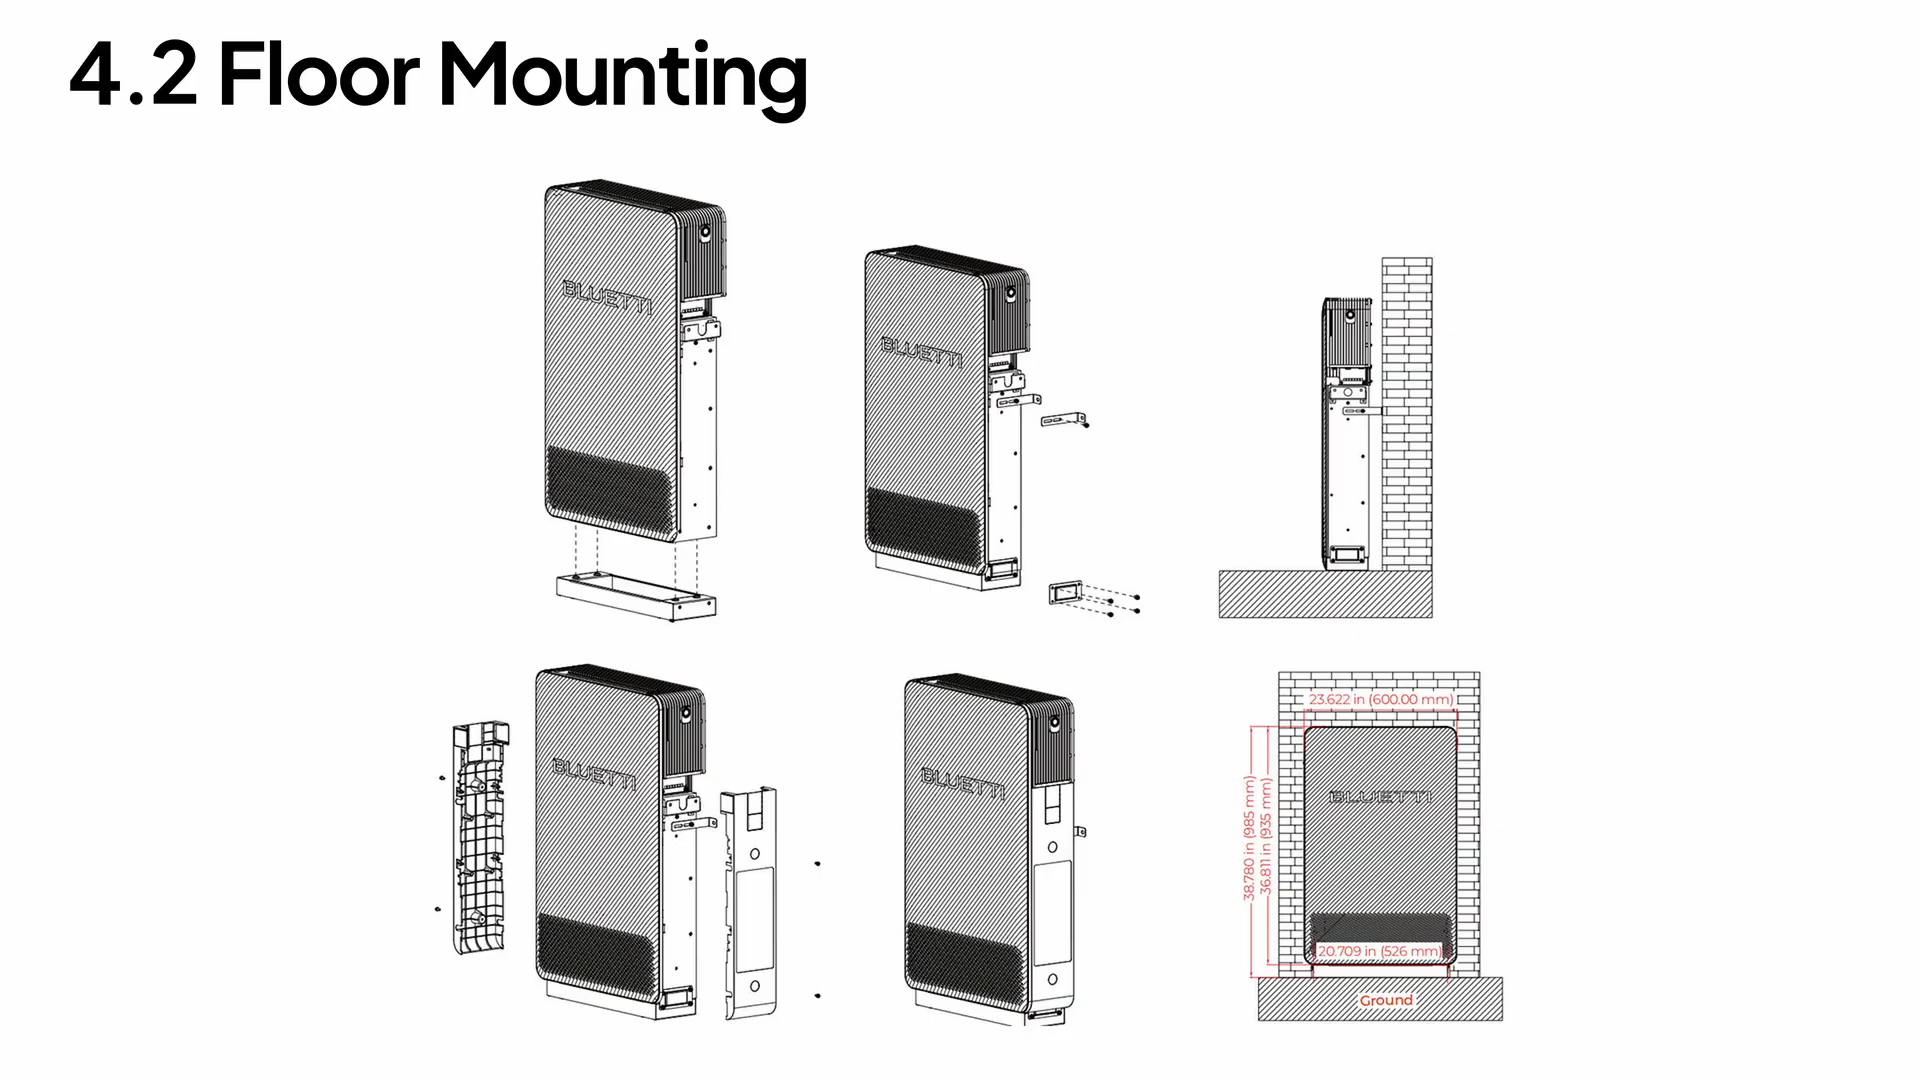 4.2 Floor Mounting
BLUETTI
BLUETTI
BLUETTI
BLUETTI
23.622 in (600.00 mm)
38.780 in (985 mm)
36.811 in (935 mm)
BLUETTI
20.709 in (526 mm)
Ground